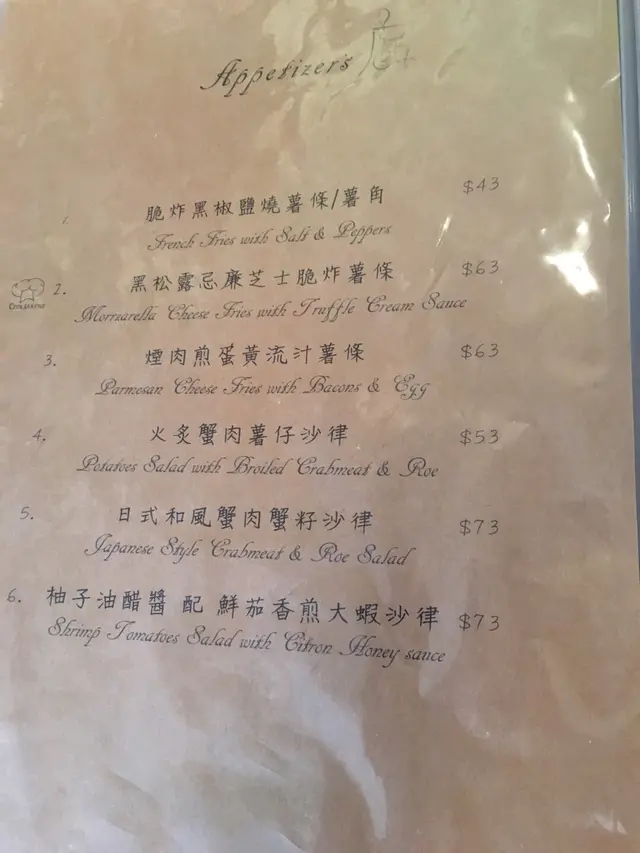 Appetizer's
1. 脆炸黑椒鹽燒薯條/薯角 $43
French Fries with Salt & Peppers
2. 黑松露忌廉芝士脆炸薯條 $63
Morrzarella Cheese Fries with Truffle Cream Sauce
3. 煙肉煎蛋黃流汁薯條 $63
Parmesan Cheese Fries with Bacons & Egg
4. 火炙蟹肉薯仔沙律 $53
Potatoes Salad with Broiled Crabmeat & Roe
5. 日式和風蟹肉蟹籽沙律 $73
Japanese Style Crabmeat & Roe Salad
6. 柚子油醋醬 配 鮮茄香煎大蝦沙律 $73
Shrimp Tomatoes Salad with Citron Honey sauce